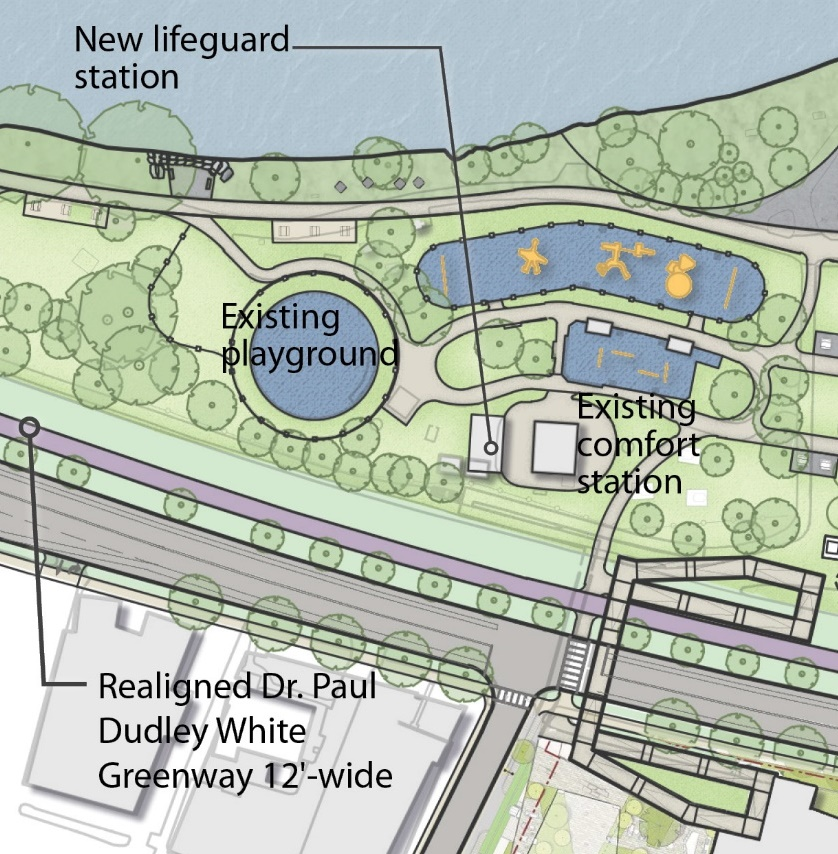 New lifeguard
station
Existing
playground
Existing
comfort
station
Realigned Dr. Paul
Dudley White
Greenway 12'-wide